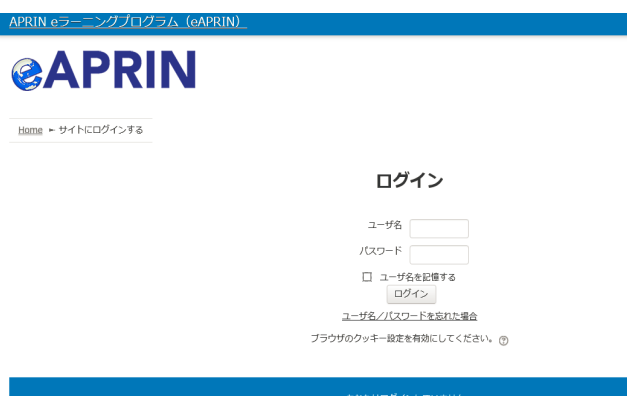 APRIN eラーニングプログラム（eAPRIN）
eAPRIN
Home ► サイトにログインする
ログイン
ユーザ名
パスワード
ユーザ名を記憶する
ログイン
ユーザ名／パスワードを忘れた場合
ブラウザのクッキー設定を有効にしてください。